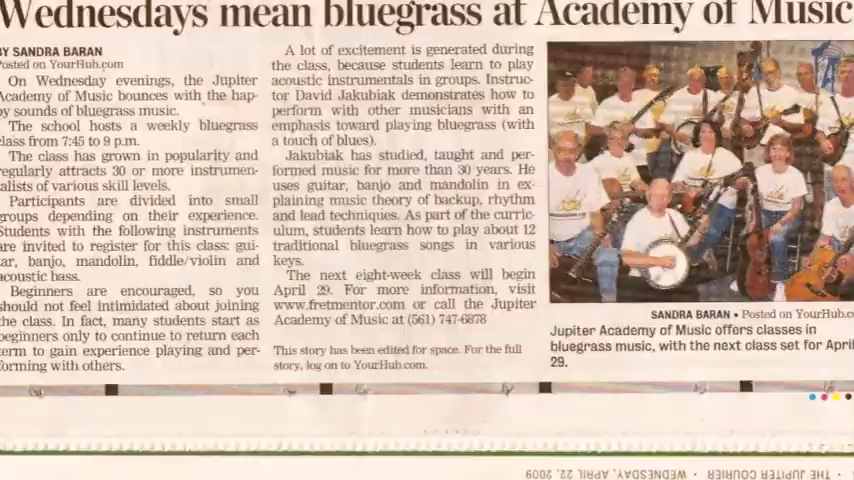 Wednesdays mean bluegrass at Academy of Music
BY SANDRA BARAN
Posted on YourHub.com
On Wednesday evenings, the Jupiter
Academy of Music bounces with the hap-
py sounds of bluegrass music.
The school hosts a weekly bluegrass
class from 7:45 to 9 p.m.
The class has grown in popularity and
regularly attracts 30 or more instrumen-
talists of various skill levels.
Participants are divided into small
groups depending on their experience.
Students with the following instruments
are invited to register for this class: gui-
tar, banjo, mandolin, fiddle/violin and
acoustic bass.
Beginners are encouraged, so you
should not feel intimidated about joining
the class. In fact, many students start as
beginners only to continue to return each
term to gain experience playing and per-
forming with others.
A lot of excitement is generated during
the class, because students learn to play
acoustic instrumentals in groups. Instruc-
tor David Jakubiak demonstrates how to
perform with other musicians with an
emphasis toward playing bluegrass (with
a touch of blues).
Jakubiak has studied, taught and per-
formed music for more than 30 years. He
uses guitar, banjo and mandolin in ex-
plaining music theory of backup, rhythm
and lead techniques. As part of the curric-
ulum, students learn how to play about 12
traditional bluegrass songs in various
keys.
The next eight-week class will begin
April 29. For more information, visit
www.fretmentor.com or call the Jupiter
Academy of Music at (561) 747-6878
This story has been edited for space. For the full
story, log on to YourHub.com.
SANDRA BARAN • Posted on YourHub.co
Jupiter Academy of Music offers classes in
bluegrass music, with the next class set for April
29.
THE JUPITER COURIER • WEDNESDAY, APRIL 22, 2009